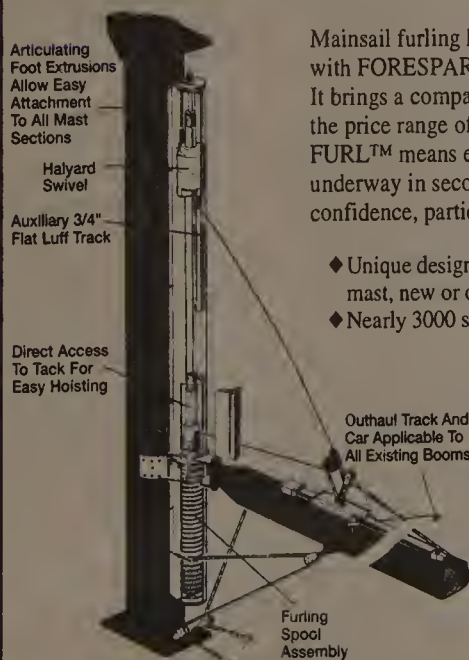 Articulating
Foot Extrusions
Allow Easy
Attachment
To All Mast
Sections
Halyard
Swivel
Auxiliary 3/4"
Flat Luff Track
Direct Access
To Tack For
Easy Hoisting
Outhaul Track And
Car Applicable To
All Existing Booms
Furling
Spool
Assembly
Mainsail furling
with FORESPAR
It brings a compa
the price range of
FURL™ means e
underway in seco
confidence, partic
♦ Unique design
mast, new or
♦ Nearly 3000 s